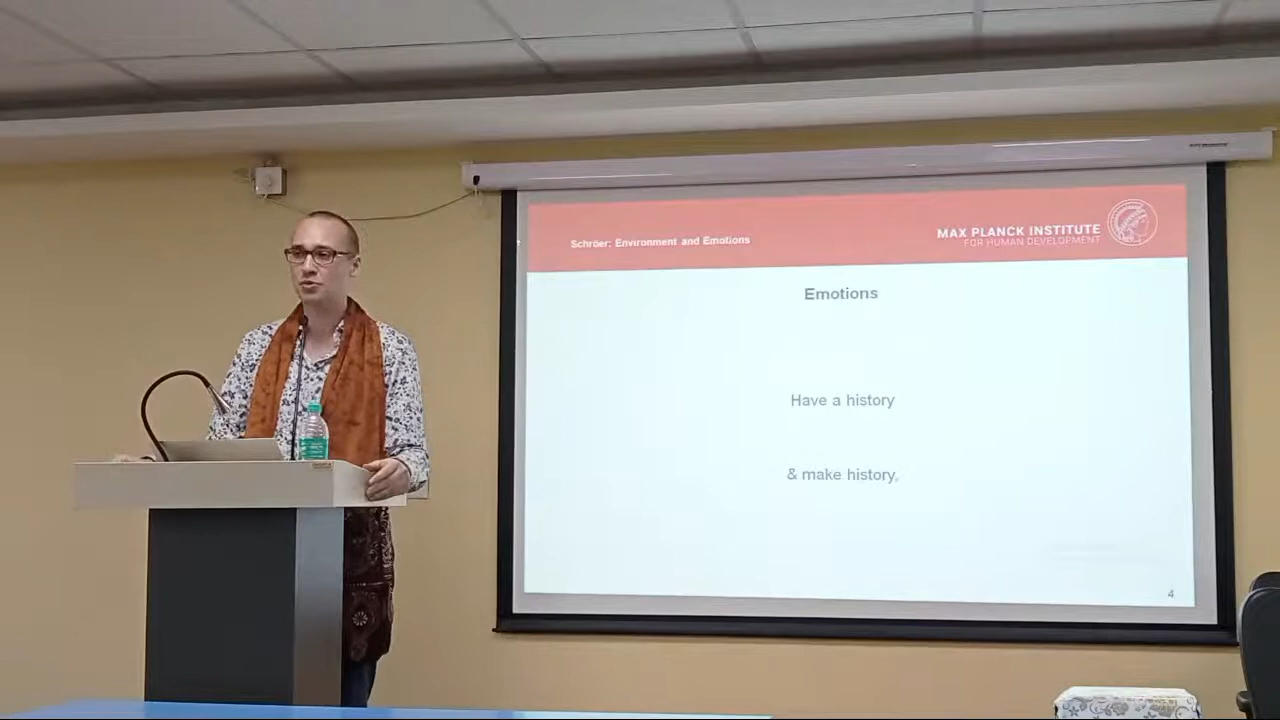 Schröer: Environment and Emotions
MAX PLANCK INSTITUTE
FOR HUMAN DEVELOPMENT
Emotions
Have a history
& make history,
4